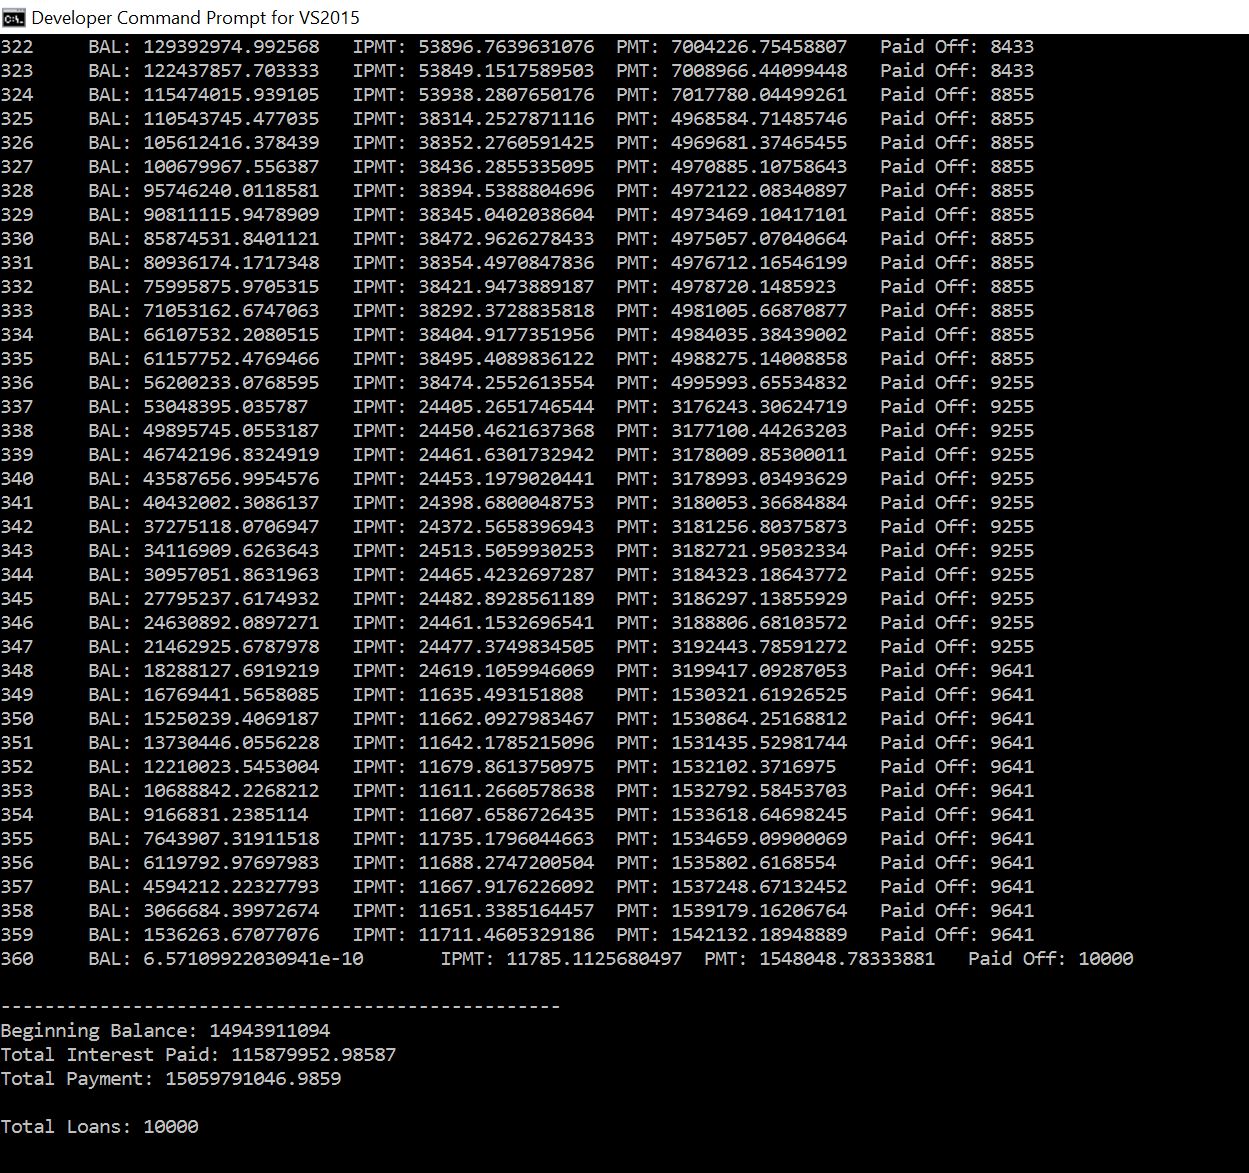 Developer Command Prompt for VS2015
322 BAL: 129392974.992568 IPMT: 53896.7639631076 PMT: 7004226.75458807 Paid Off: 8433
323 BAL: 122437857.703333 IPMT: 53849.1517589503 PMT: 7008966.44099448 Paid Off: 8433
324 BAL: 115474015.939105 IPMT: 53938.2807650176 PMT: 7017780.04499261 Paid Off: 8855
325 BAL: 110543745.477035 IPMT: 38314.2527871116 PMT: 4968584.71485746 Paid Off: 8855
326 BAL: 105612416.378439 IPMT: 38352.2760591425 PMT: 4969681.37465455 Paid Off: 8855
327 BAL: 100679967.556387 IPMT: 38436.2855335095 PMT: 4970885.10758643 Paid Off: 8855
328 BAL: 95746240.0118581 IPMT: 38394.5388804696 PMT: 4972122.08340897 Paid Off: 8855
329 BAL: 90811115.9478909 IPMT: 38345.0402038604 PMT: 4973469.10417101 Paid Off: 8855
330 BAL: 85874531.8401121 IPMT: 38472.9626278433 PMT: 4975057.07040664 Paid Off: 8855
331 BAL: 80936174.1717348 IPMT: 38354.4970847836 PMT: 4976712.16546199 Paid Off: 8855
332 BAL: 75995875.9705315 IPMT: 38421.9473889187 PMT: 4978720.1485923 Paid Off: 8855
333 BAL: 71053162.6747063 IPMT: 38292.3728835818 PMT: 4981005.66870877 Paid Off: 8855
334 BAL: 66107532.2080515 IPMT: 38404.9177351956 PMT: 4984035.38439002 Paid Off: 8855
335 BAL: 61157752.4769466 IPMT: 38495.4089836122 PMT: 4988275.14008858 Paid Off: 8855
336 BAL: 56200233.0768595 IPMT: 38474.2552613554 PMT: 4995993.65534832 Paid Off: 9255
337 BAL: 53048395.035787 IPMT: 24405.2651746544 PMT: 3176243.30624719 Paid Off: 9255
338 BAL: 49895745.0553187 IPMT: 24450.4621637368 PMT: 3177100.44263203 Paid Off: 9255
339 BAL: 46742196.8324919 IPMT: 24461.6301732942 PMT: 3178009.85300011 Paid Off: 9255
340 BAL: 43587656.9954576 IPMT: 24453.1979020441 PMT: 3178993.03493629 Paid Off: 9255
341 BAL: 40432002.3086137 IPMT: 24398.6800048753 PMT: 3180053.36684884 Paid Off: 9255
342 BAL: 37275118.0706947 IPMT: 24372.5658396943 PMT: 3181256.80375873 Paid Off: 9255
343 BAL: 34116909.6263643 IPMT: 24513.5059930253 PMT: 3182721.95032334 Paid Off: 9255
344 BAL: 30957051.8631963 IPMT: 24465.4232697287 PMT: 3184323.18643772 Paid Off: 9255
345 BAL: 27795237.6174932 IPMT: 24482.8928561189 PMT: 3186297.13855929 Paid Off: 9255
346 BAL: 24630892.0897271 IPMT: 24461.1532696541 PMT: 3188806.68103572 Paid Off: 9255
347 BAL: 21462925.6787978 IPMT: 24477.3749834505 PMT: 3192443.78591272 Paid Off: 9255
348 BAL: 18288127.6919219 IPMT: 24619.1059946069 PMT: 3199417.09287053 Paid Off: 9641
349 BAL: 16769441.5658085 IPMT: 11635.493151808 PMT: 1530321.61926525 Paid Off: 9641
350 BAL: 15250239.4069187 IPMT: 11662.0927983467 PMT: 1530864.25168812 Paid Off: 9641
351 BAL: 13730446.0556228 IPMT: 11642.1785215096 PMT: 1531435.52981744 Paid Off: 9641
352 BAL: 12210023.5453004 IPMT: 11679.8613750975 PMT: 1532102.3716975 Paid Off: 9641
353 BAL: 10688842.2268212 IPMT: 11611.2660578638 PMT: 1532792.58453703 Paid Off: 9641
354 BAL: 9166831.2385114 IPMT: 11607.6586726435 PMT: 1533618.64698245 Paid Off: 9641
355 BAL: 7643907.31911518 IPMT: 11735.1796044663 PMT: 1534659.09900069 Paid Off: 9641
356 BAL: 6119792.97697983 IPMT: 11688.2747200504 PMT: 1535802.6168554 Paid Off: 9641
357 BAL: 4594212.22327793 IPMT: 11667.9176226092 PMT: 1537248.67132452 Paid Off: 9641
358 BAL: 3066684.39972674 IPMT: 11651.3385164457 PMT: 1539179.16206764 Paid Off: 9641
359 BAL: 1536263.67077076 IPMT: 11711.4605329186 PMT: 1542132.18948889 Paid Off: 9641
360 BAL: 6.57109922030941e-10 IPMT: 11785.1125680497 PMT: 1548048.78333881 Paid Off: 10000
---------------------------------------------------
Beginning Balance: 14943911094
Total Interest Paid: 115879952.98587
Total Payment: 15059791046.9859
Total Loans: 10000